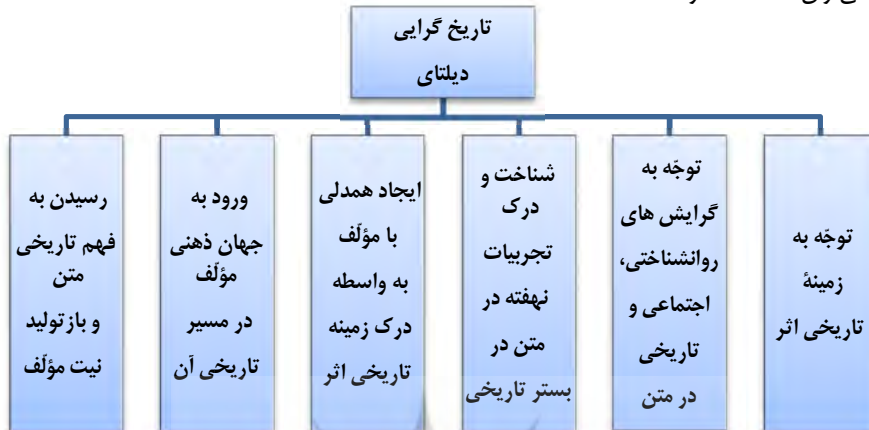 تاریخ گرایی
دیلتای
توجّه به
زمینهٔ
تاریخی اثر
توجّه به
گرایش های
روانشناختی،
اجتماعی و
تاریخی
در متن
شناخت و
درک
تجربیات
نهفته در
متن در
بستر تاریخی
ایجاد همدلی
با مؤلّف
به واسطه
درک زمینه
تاریخی اثر
ورود به
جهان ذهنی
مؤلّف
در مسیر
تاریخی آن
رسیدن به
فهم تاریخی
متن
و بازتولید
نیت مؤلّف